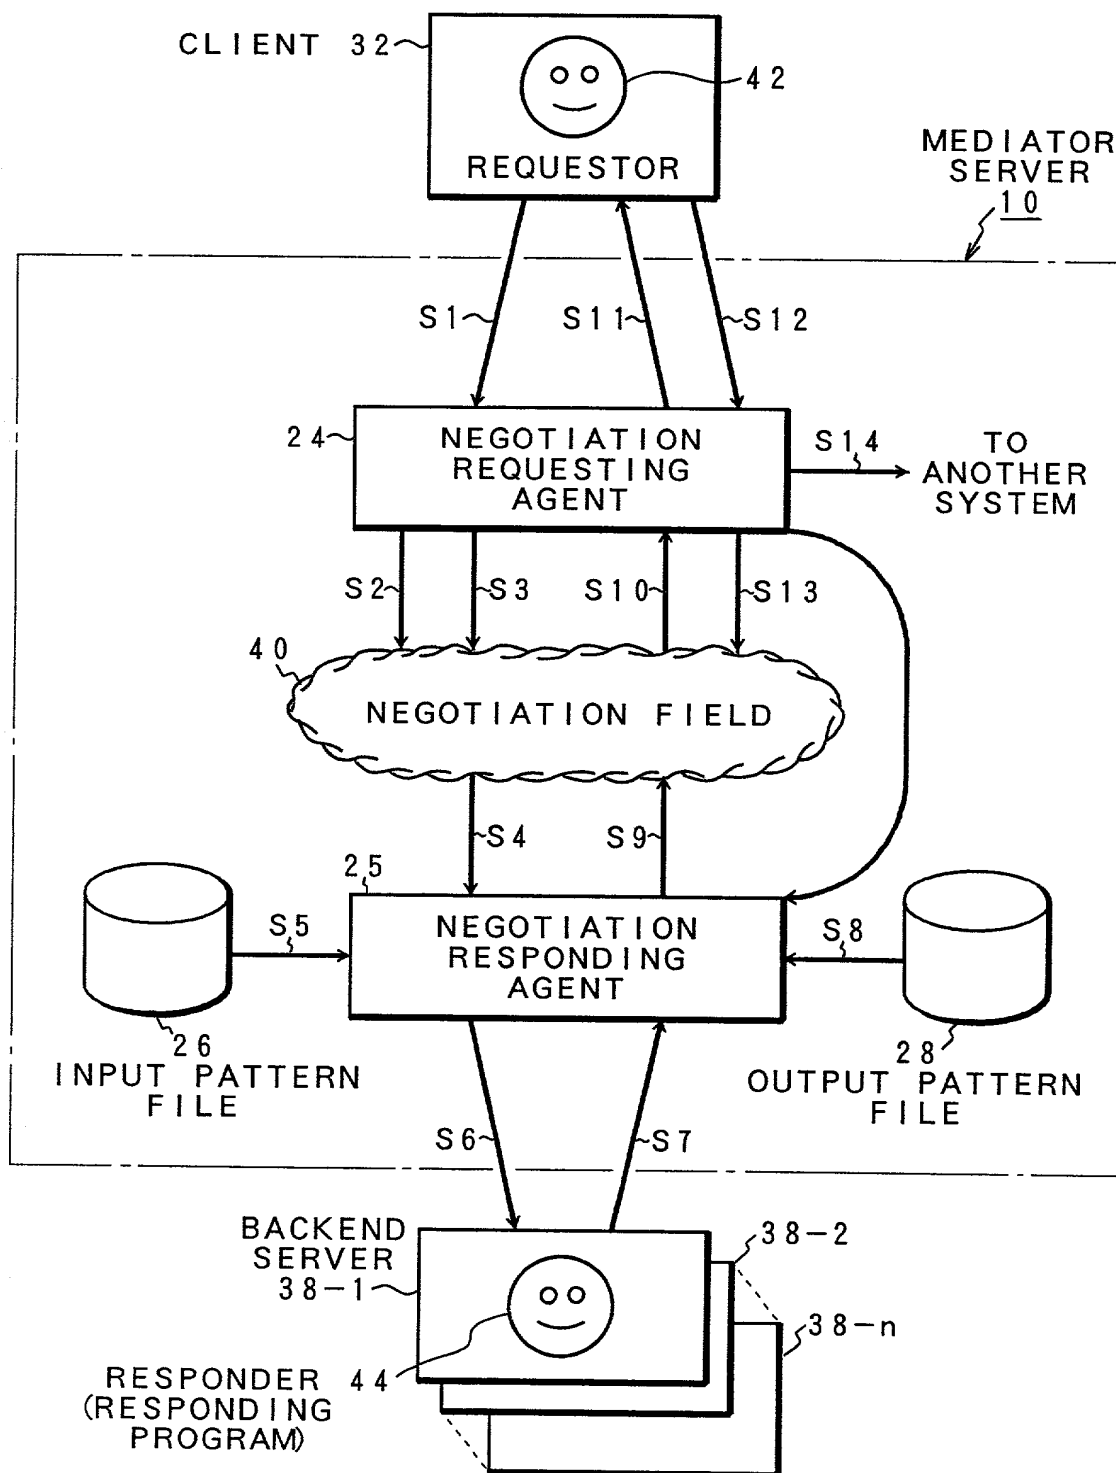 CLIENT 32
42
REQUESTOR
MEDIATOR
SERVER
10
S1
S11
S12
24
NEGOTIATION
REQUESTING
AGENT
S14
TO
ANOTHER
SYSTEM
S2
S3
S10
S13
40
NEGOTIATION FIELD
S4
S9
25
NEGOTIATION
RESPONDING
AGENT
S5
S8
26
INPUT PATTERN
FILE
28
OUTPUT PATTERN
FILE
S6
S7
BACKEND
SERVER
38-1
38-2
38-n
RESPONDER 44
(RESPONDING
PROGRAM)